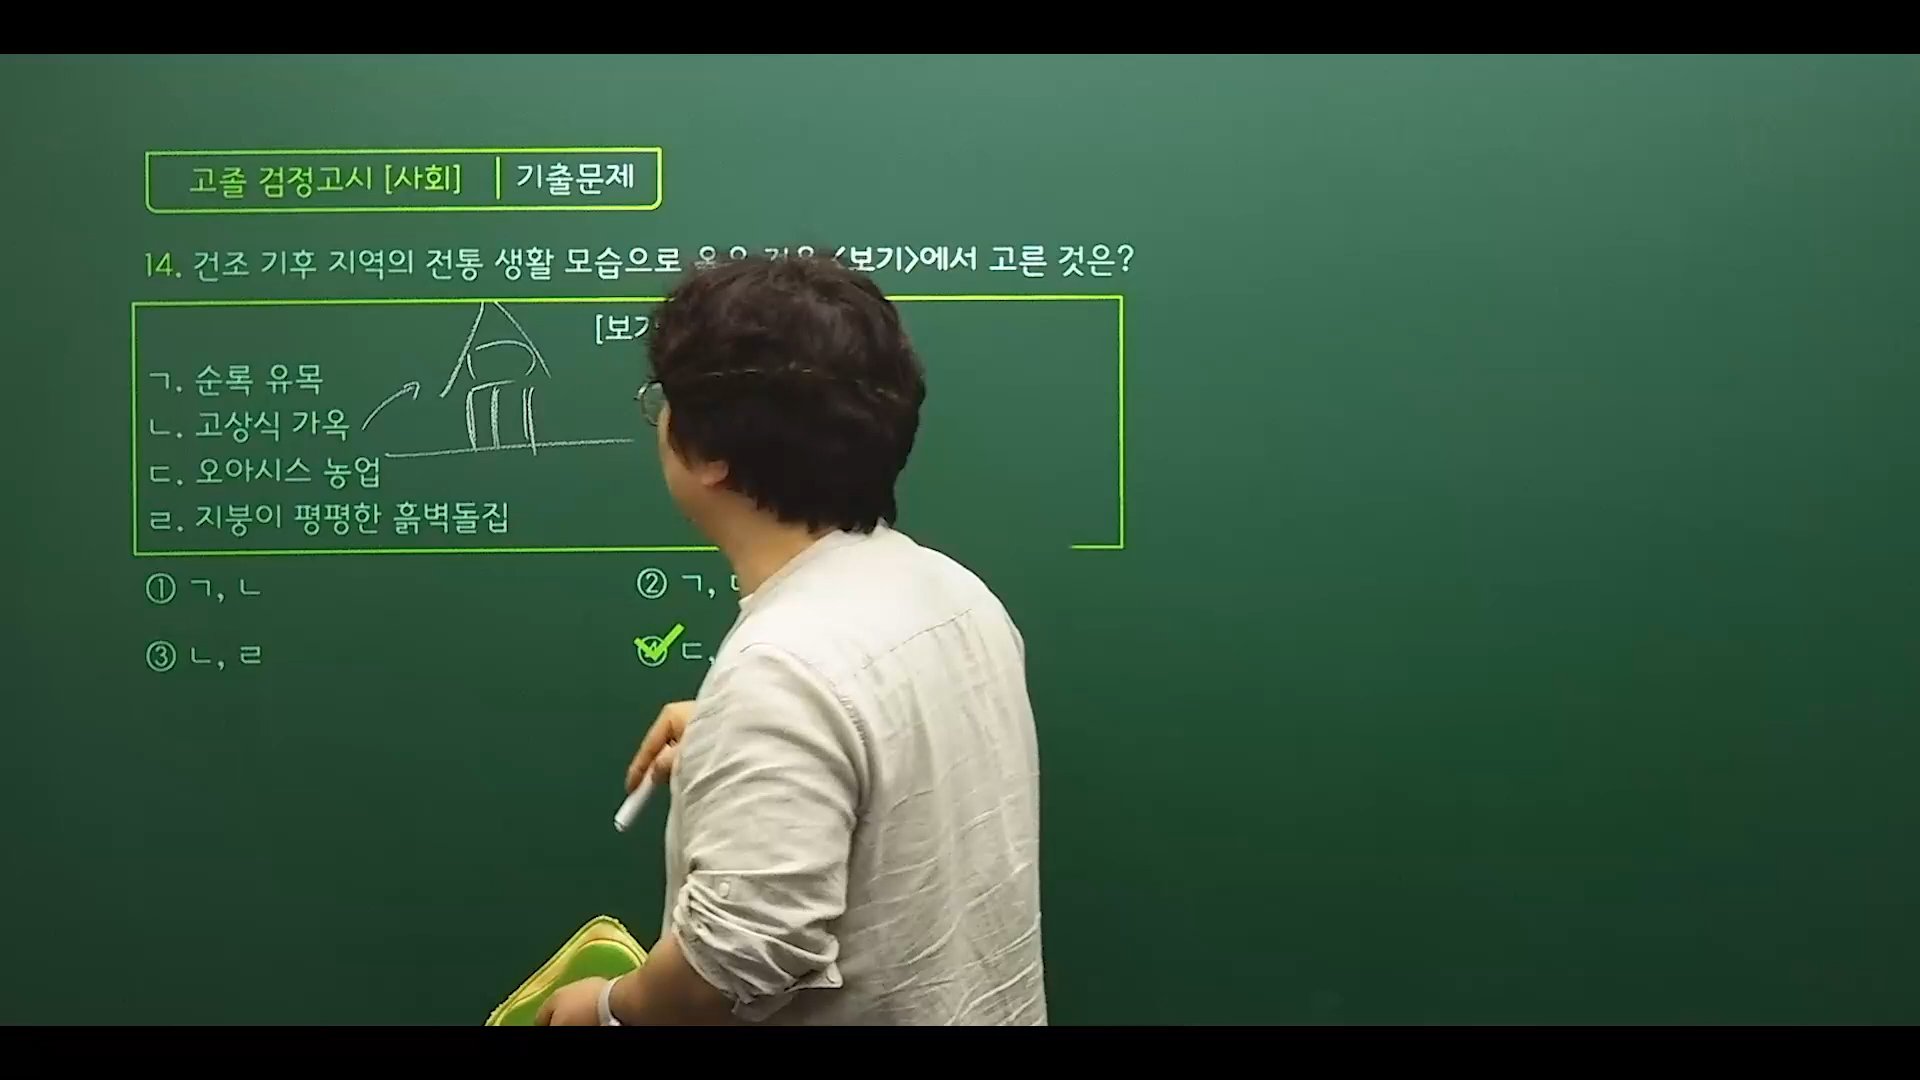 고졸 검정고시 [사회] 기출문제
14. 건조 기후 지역의 전통 생활 모습으로 <보기>에서 고른 것은?
[보기
ㄱ. 순록 유목
ㄴ. 고상식 가옥
ㄷ. 오아시스 농업
ㄹ. 지붕이 평평한 흙벽돌집
① ㄱ, ㄴ
② ㄱ,
③ ㄴ, ㄹ
④ ㄷ,